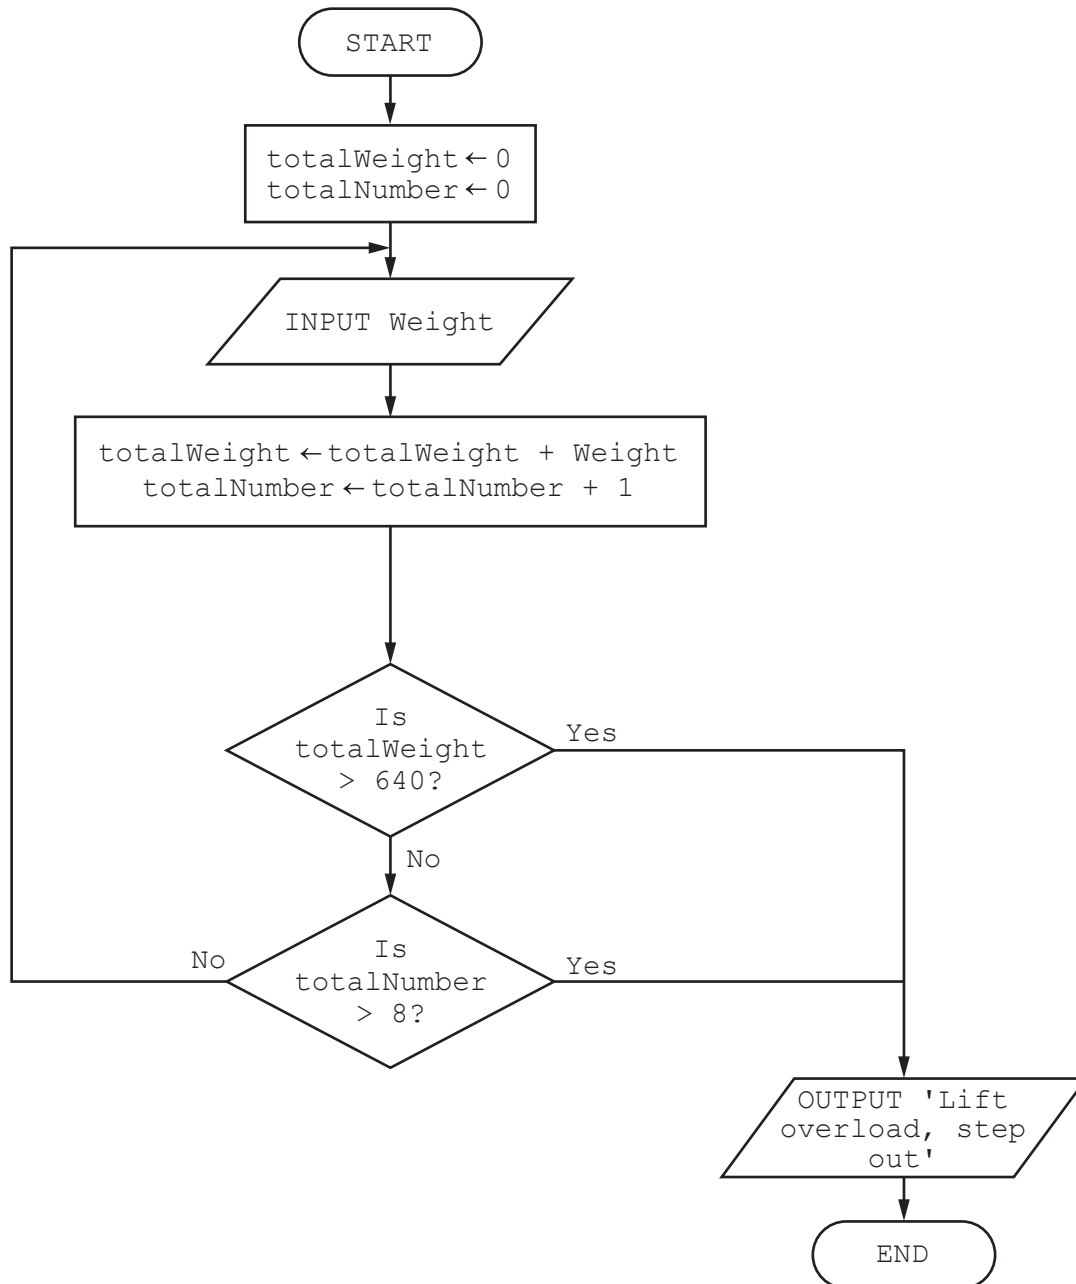 START
totalWeight ← 0
totalNumber ← 0
INPUT Weight
totalWeight ← totalWeight + Weight
totalNumber ← totalNumber + 1
Is
totalWeight
> 640?
Yes
No
Is
totalNumber
> 8?
No
Yes
OUTPUT 'Lift
overload, step
out'
END